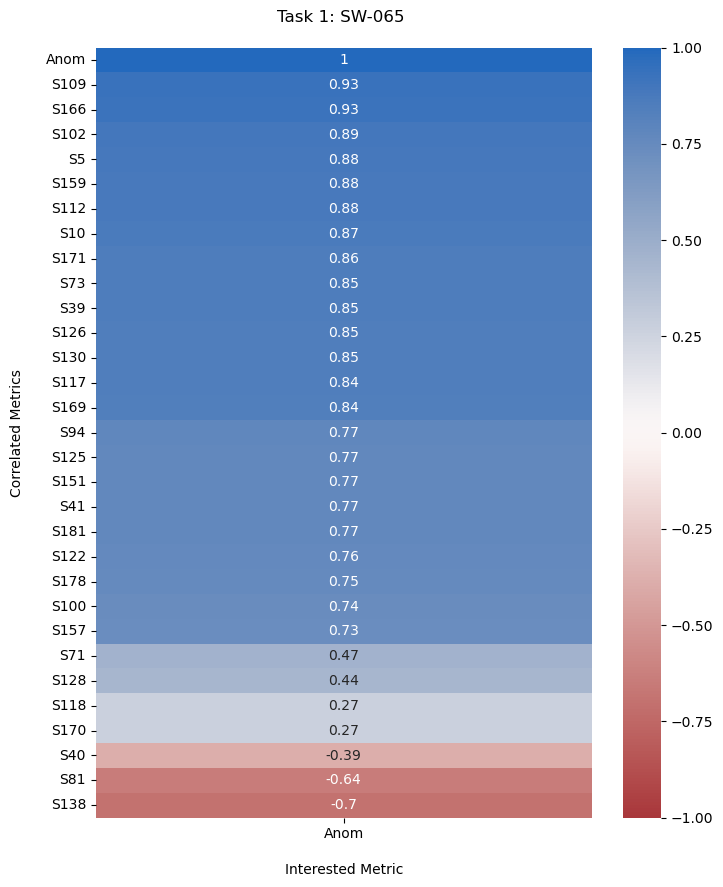 Task 1: SW-065
Correlated Metrics
Anom 1
S109 0.93
S166 0.93
S102 0.89
S5 0.88
S159 0.88
S112 0.88
S10 0.87
S171 0.86
S73 0.85
S39 0.85
S126 0.85
S130 0.85
S117 0.84
S169 0.84
S94 0.77
S125 0.77
S151 0.77
S41 0.77
S181 0.77
S122 0.76
S178 0.75
S100 0.74
S157 0.73
S71 0.47
S128 0.44
S118 0.27
S170 0.27
S40 -0.39
S81 -0.64
S138 -0.7
Anom
Interested Metric
1.00
0.75
0.50
0.25
0.00
−0.25
−0.50
−0.75
−1.00